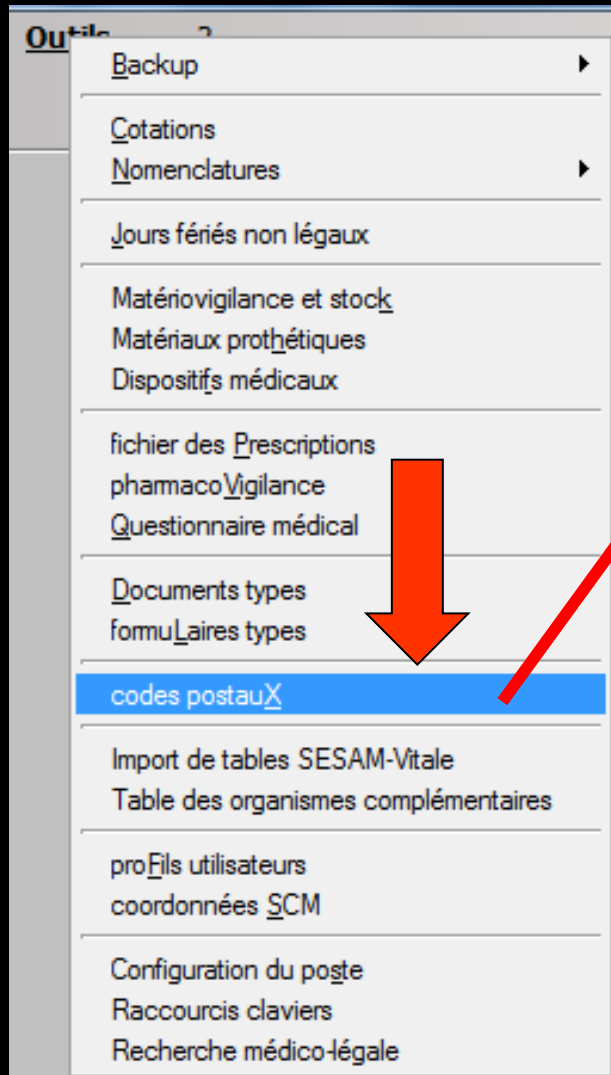 Outils ?
Backup
Cotations
Nomenclatures
Jours fériés non légaux
Matériovigilance et stock
Matériaux prothétiques
Dispositifs médicaux
fichier des Prescriptions
pharmacoVigilance
Questionnaire médical
Documents types
formuLaires types
codes postauX
Import de tables SESAM-Vitale
Table des organismes complémentaires
proFils utilisateurs
coordonnées SCM
Configuration du poste
Raccourcis claviers
Recherche médico-légale